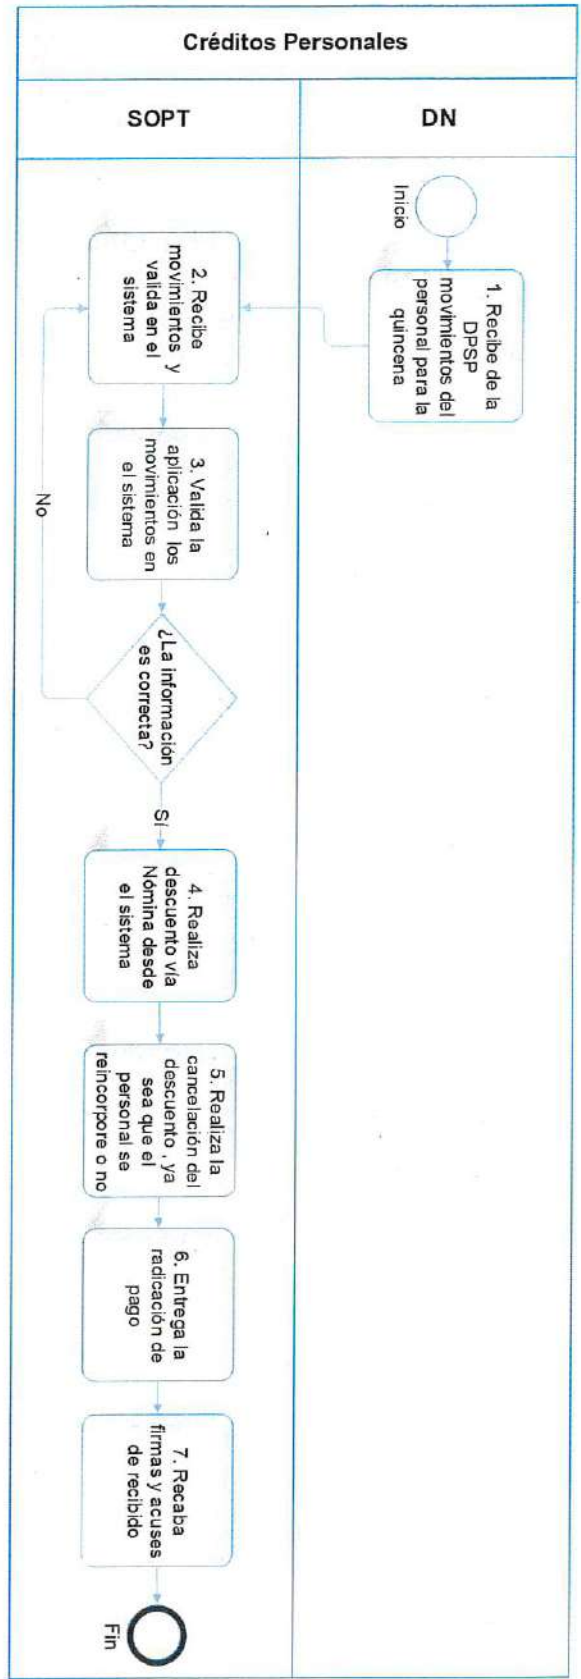 Créditos Personales
SOPT
DN
Inicio
1. Recibe de la
DPSP
movimientos del
personal para la
quincena
2. Recibe
movimientos y
valida en el
sistema
3. Valida la
aplicación los
movimientos en
el sistema
¿La información
es correcta?
No
Sí
4. Realiza
descuento vía
Nómina desde
el sistema
5. Realiza la
cancelación del
descuento , ya
sea que el
personal se
reincorpore o no
6. Entrega la
radicación de
pago
7. Recaba
firmas y acuses
de recibido
Fin